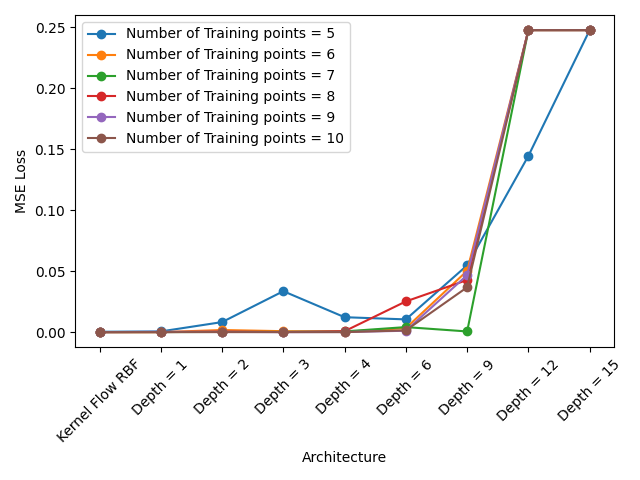 0.25
0.20
0.15
0.10
0.05
0.00
MSE Loss
Number of Training points = 5
Number of Training points = 6
Number of Training points = 7
Number of Training points = 8
Number of Training points = 9
Number of Training points = 10
Kernel Flow RBF
Depth = 1
Depth = 2
Depth = 3
Depth = 4
Depth = 6
Depth = 9
Depth = 12
Depth = 15
Architecture